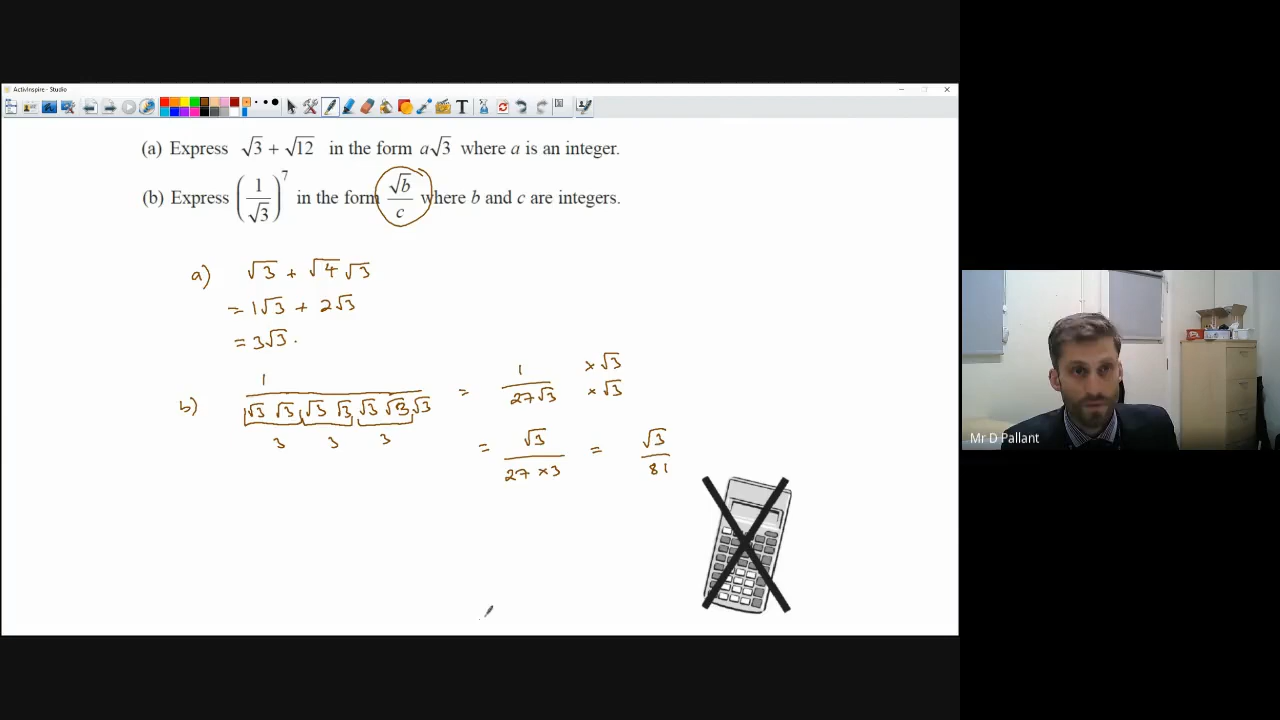 ActivInspire - Studio
(a) Express √3 + √12 in the form a√3 where a is an integer.
(b) Express (1/√3)^7 in the form √b/c where b and c are integers.
a) √3 + √4 √3
= 1√3 + 2√3
= 3√3.
b) 1/(√3 √3 √3 √3 √3 √3 √3) = 1/(27√3) ×√3 ×√3
3 3 3
= √3/(27 ×3) = √3/81
Mr D Pallant